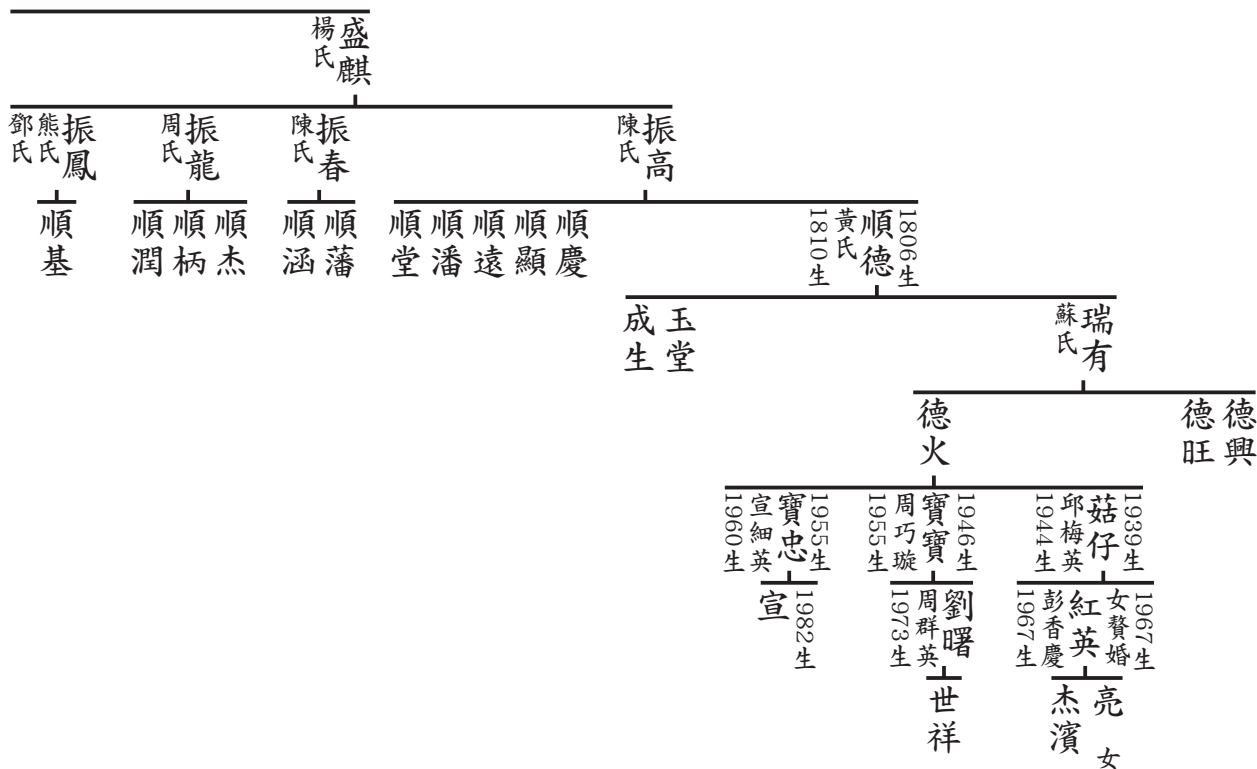 盛麒
楊氏
振高
陳氏
振春
陳氏
振龍
周氏
振鳳
熊氏
鄧氏
1806生
順德
黃氏
1810生
順慶
順顯
順遠
順潘
順堂
順藩
順涵
順杰
順柄
順潤
順基
瑞有
蘇氏
玉堂
成生
德興
德旺
德火
1939生
菇仔
邱梅英
1944生
1946生
寶寶
周巧璇
1955生
1955生
寶忠
宣細英
1960生
1967生
女贅婚
紅英
彭香慶
1967生
劉曙
周群英
1973生
1982生
宣
亮 女
杰濱
世祥